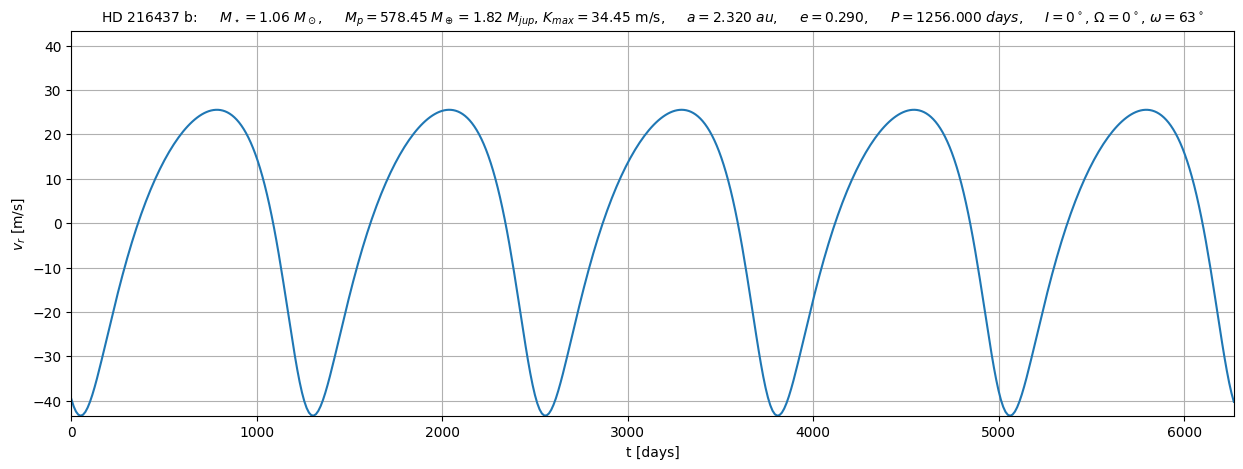 HD 216437 b: M⋆ = 1.06 M⊙, Mp = 578.45 M⊕ = 1.82 Mjup, Kmax = 34.45 m/s, a = 2.320 au, e = 0.290, P = 1256.000 days, I = 0°, Ω = 0°, ω = 63°
40
30
20
10
0
−10
−20
−30
−40
vr [m/s]
0 1000 2000 3000 4000 5000 6000
t [days]